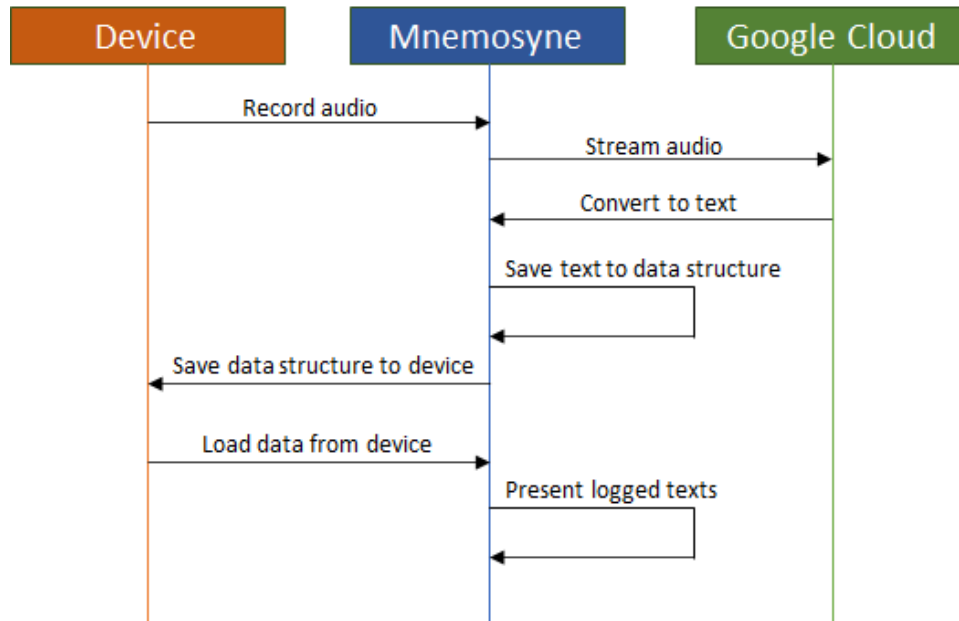 Device
Mnemosyne
Google Cloud
Record audio
Stream audio
Convert to text
Save text to data structure
Save data structure to device
Load data from device
Present logged texts